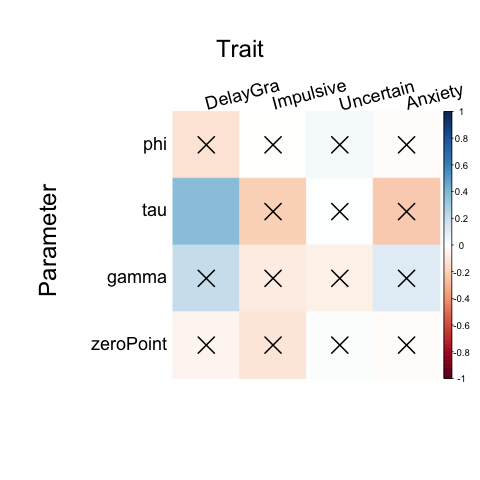 Trait
DelayGra Impulsive Uncertain Anxiety
Parameter
phi
tau
gamma
zeroPoint
1
0.8
0.6
0.4
0.2
0
-0.2
-0.4
-0.6
-0.8
-1